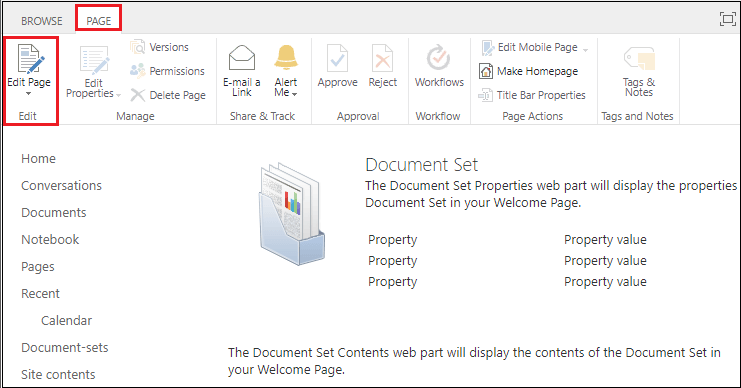 BROWSE PAGE
Edit Page
Edit
Edit
Properties
Versions
Permissions
Delete Page
Manage
E-mail a
Link
Alert
Me
Share & Track
Approve
Reject
Approval
Workflows
Workflow
Edit Mobile Page
Make Homepage
Title Bar Properties
Page Actions
Tags &
Notes
Tags and Notes
Home
Conversations
Documents
Notebook
Pages
Recent
Calendar
Document-sets
Site contents
Document Set
The Document Set Properties web part will display the properties
Document Set in your Welcome Page.
Property Property value
Property Property value
Property Property value
The Document Set Contents web part will display the contents of the Document Set in
your Welcome Page.